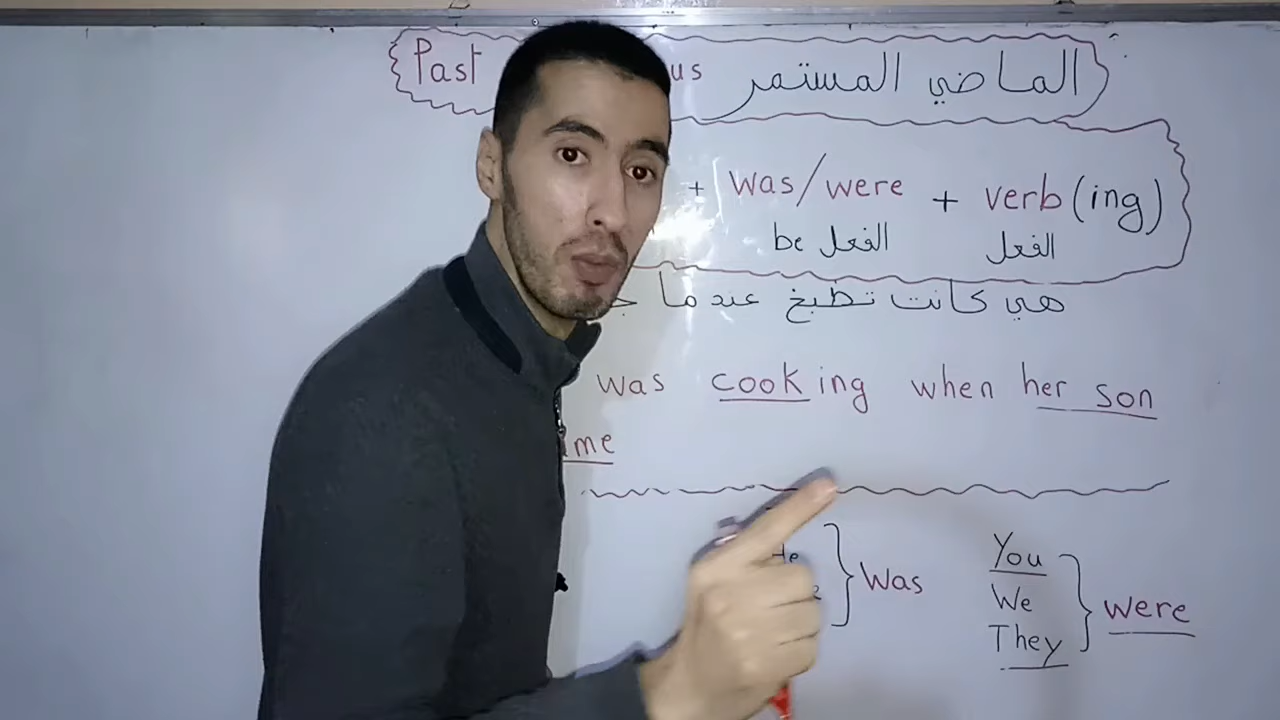 Past us الماضي المستمر
+ was/were + verb (ing)
الفعل be الفعل
هي كانت تطبخ عندما
was cooking when her son
He
Was
You
We
They
were